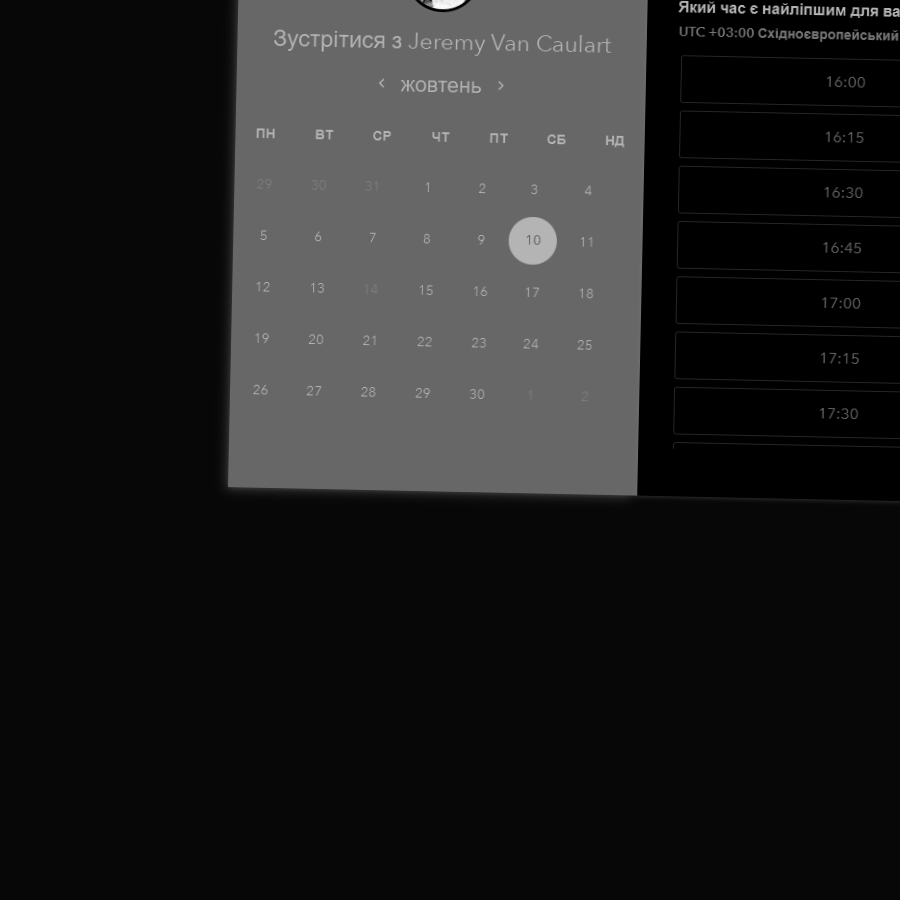 Зустрітися з Jeremy Van Caulart
‹ жовтень ›
ПН ВТ СР ЧТ ПТ СБ НД
29 30 31 1 2 3 4
5 6 7 8 9 10 11
12 13 14 15 16 17 18
19 20 21 22 23 24 25
26 27 28 29 30 1 2
Який час є найліпшим для ва
UTC +03:00 Східноєвропейський
16:00
16:15
16:30
16:45
17:00
17:15
17:30